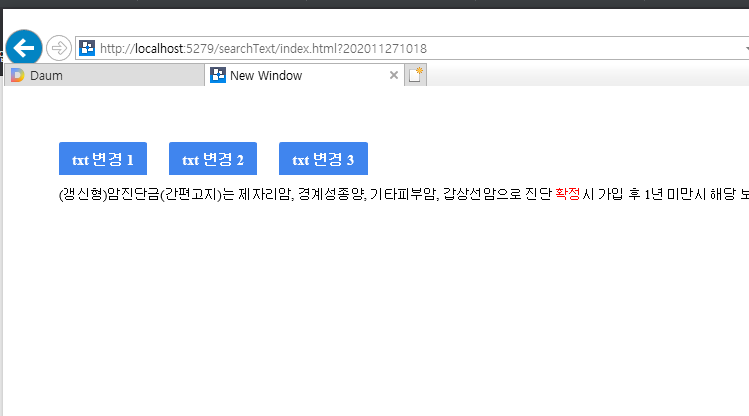 http://localhost:5279/searchText/index.html?202011271018
Daum
New Window
txt 변경 1
txt 변경 2
txt 변경 3
(갱신형)암진단금(간편고지)는 제자리암, 경계성종양, 기타피부암, 갑상선암으로 진단 확정시 가입 후 1년 미만시 해당 보